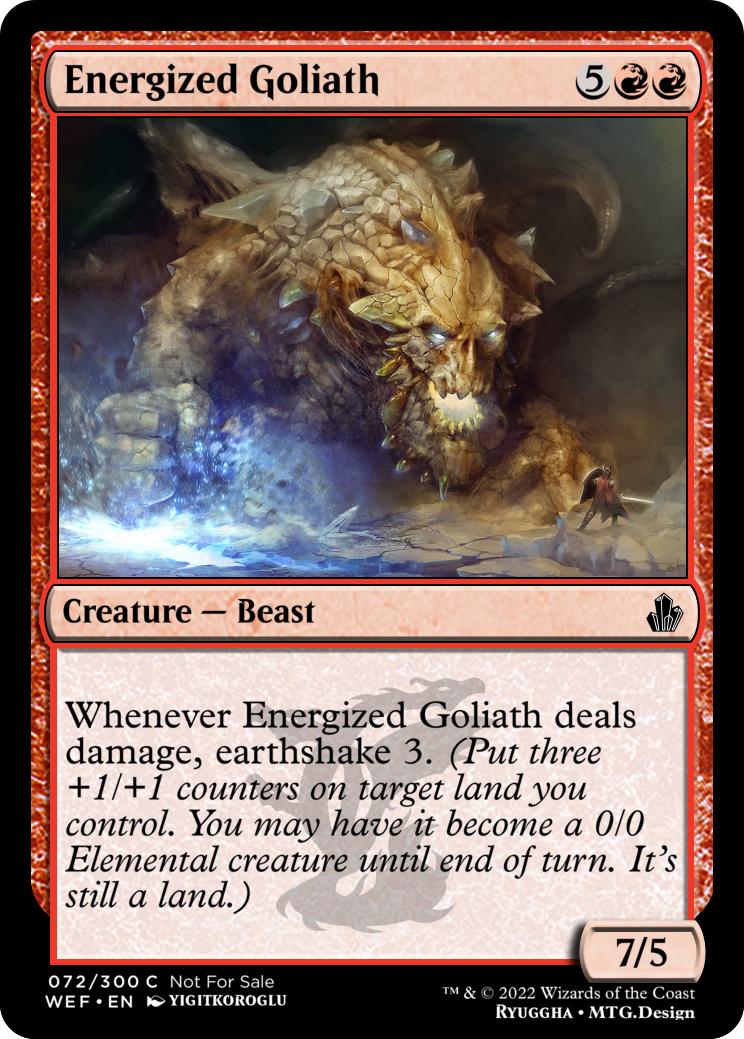 Energized Goliath 5
Creature — Beast
Whenever Energized Goliath deals
damage, earthshake 3. (Put three
+1/+1 counters on target land you
control. You may have it become a 0/0
Elemental creature until end of turn. It's
still a land.)
7/5
072/300 C Not For Sale
WEF • EN YIGITKOROGLU
™ & © 2022 Wizards of the Coast
RYUGGHA • MTG.Design